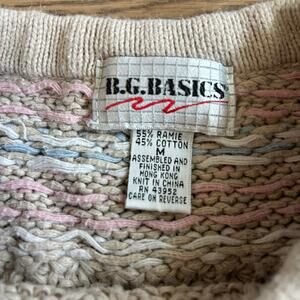 B.G.BASICS
55% RAMIE
45% COTTON
M
ASSEMBLED AND
FINISHED IN
HONG KONG
KNIT IN CHINA
RN 43952
CARE ON REVERSE